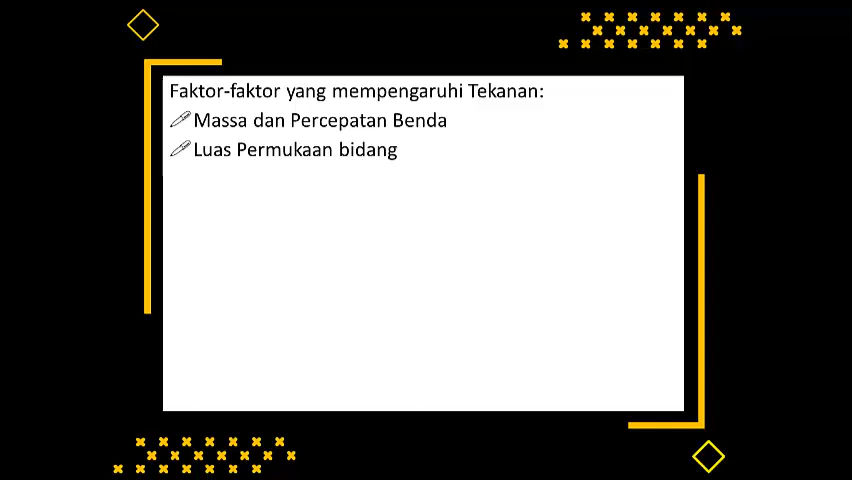 Faktor-faktor yang mempengaruhi Tekanan:
Massa dan Percepatan Benda
Luas Permukaan bidang